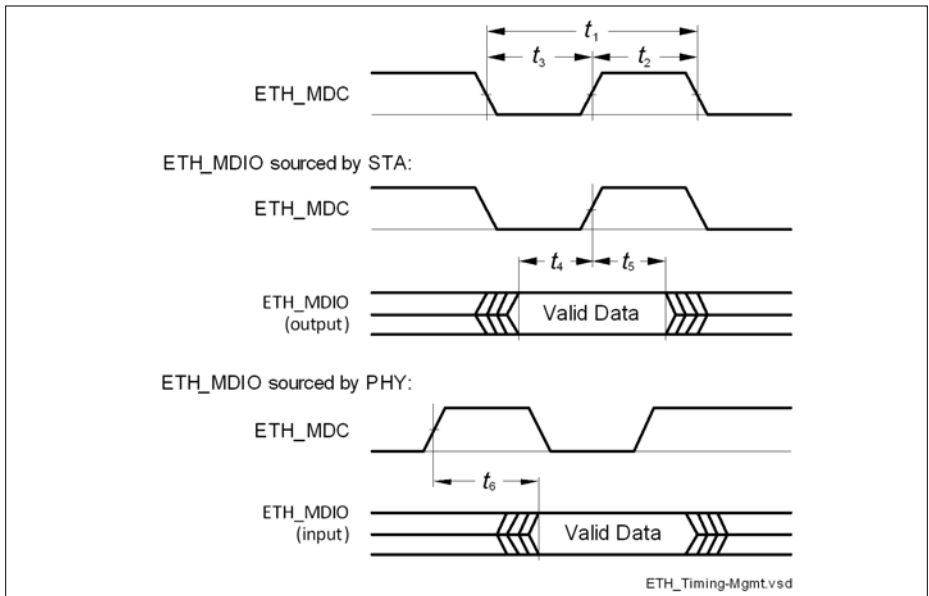 t1
t3
t2
ETH_MDC
ETH_MDIO sourced by STA:
ETH_MDC
t4
t5
ETH_MDIO
(output)
Valid Data
ETH_MDIO sourced by PHY:
ETH_MDC
t6
ETH_MDIO
(input)
Valid Data
ETH_Timing-Mgmt.vsd